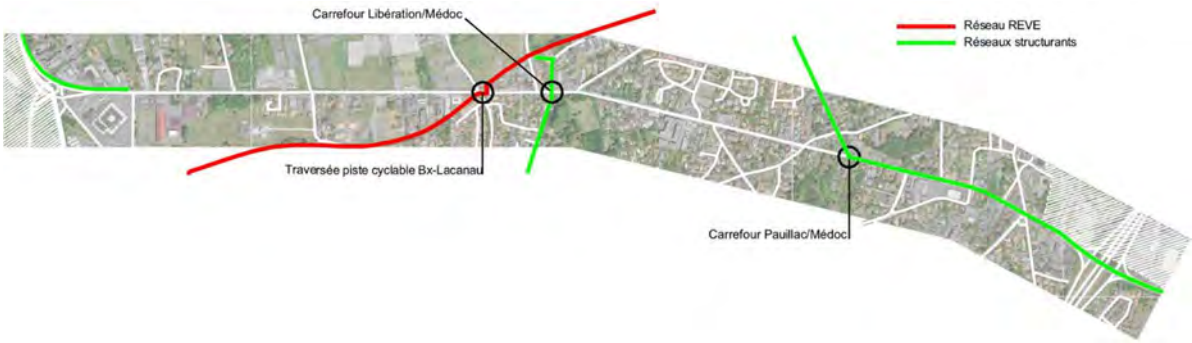 Carrefour Libération/Médoc
Réseau REVE
Réseaux structurants
Traversée piste cyclable Bx-Lacanau
Carrefour Pauillac/Médoc